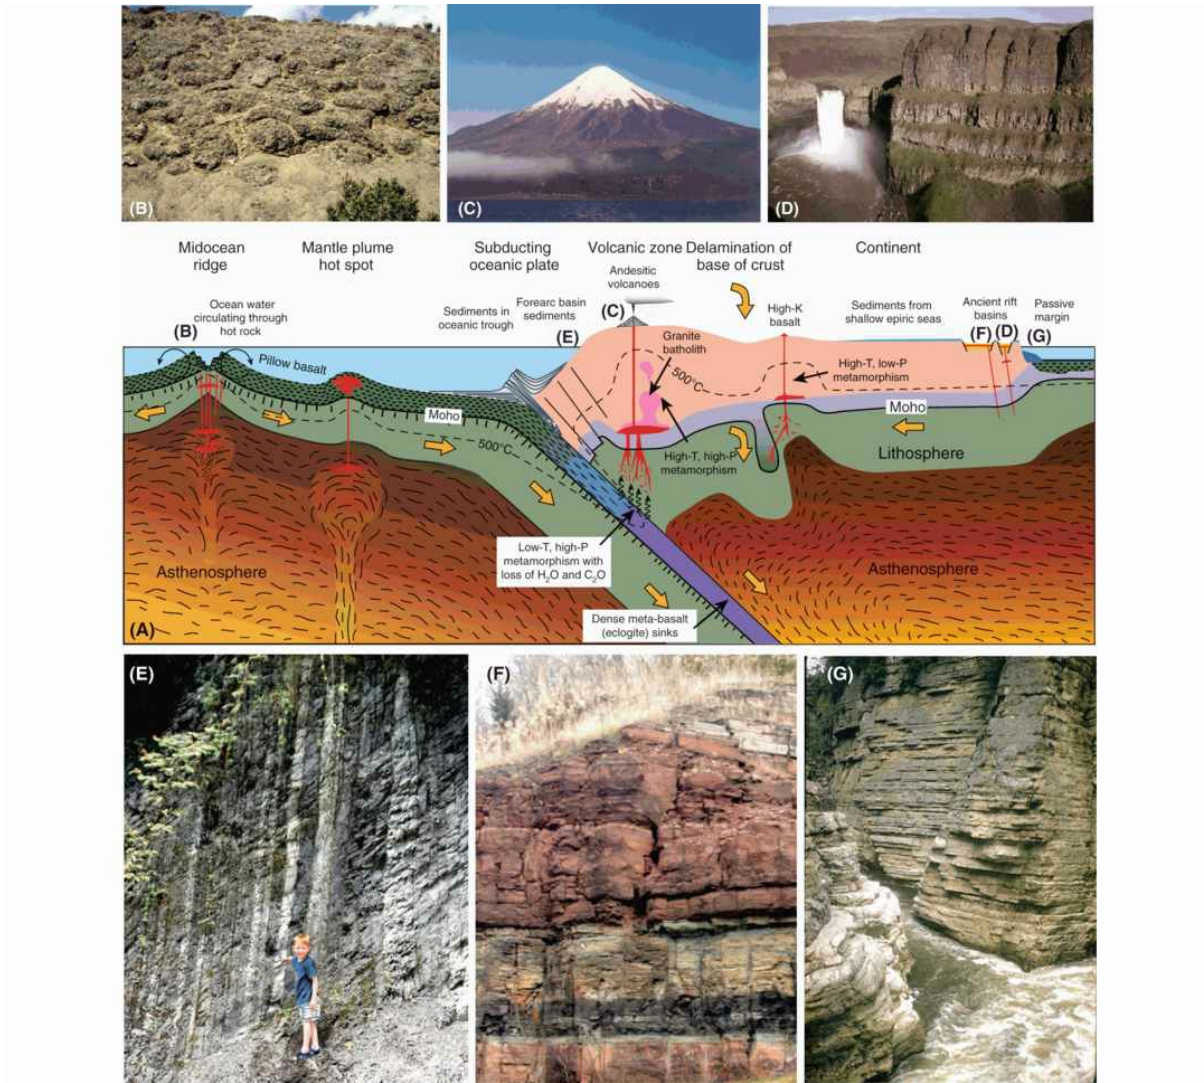 (B)
(C)
(D)
Midocean
ridge
Mantle plume
hot spot
Subducting
oceanic plate
Volcanic zone
Delamination of
base of crust
Continent
Andesitic
volcanoes
Ocean water
circulating through
hot rock
Sediments in
oceanic trough
Forearc basin
sediments
High-K
basalt
Sediments from
shallow epiric seas
Ancient rift
basins
Passive
margin
(B)
(C)
(E)
(F)
(D)
(G)
Pillow basalt
Granite
batholith
500°C
High-T, low-P
metamorphism
Moho
Moho
500°C
High-T, high-P
metamorphism
Lithosphere
Low-T, high-P
metamorphism with
loss of H2O and C2O
Asthenosphere
Asthenosphere
Dense meta-basalt
(eclogite) sinks
(A)
(E)
(F)
(G)